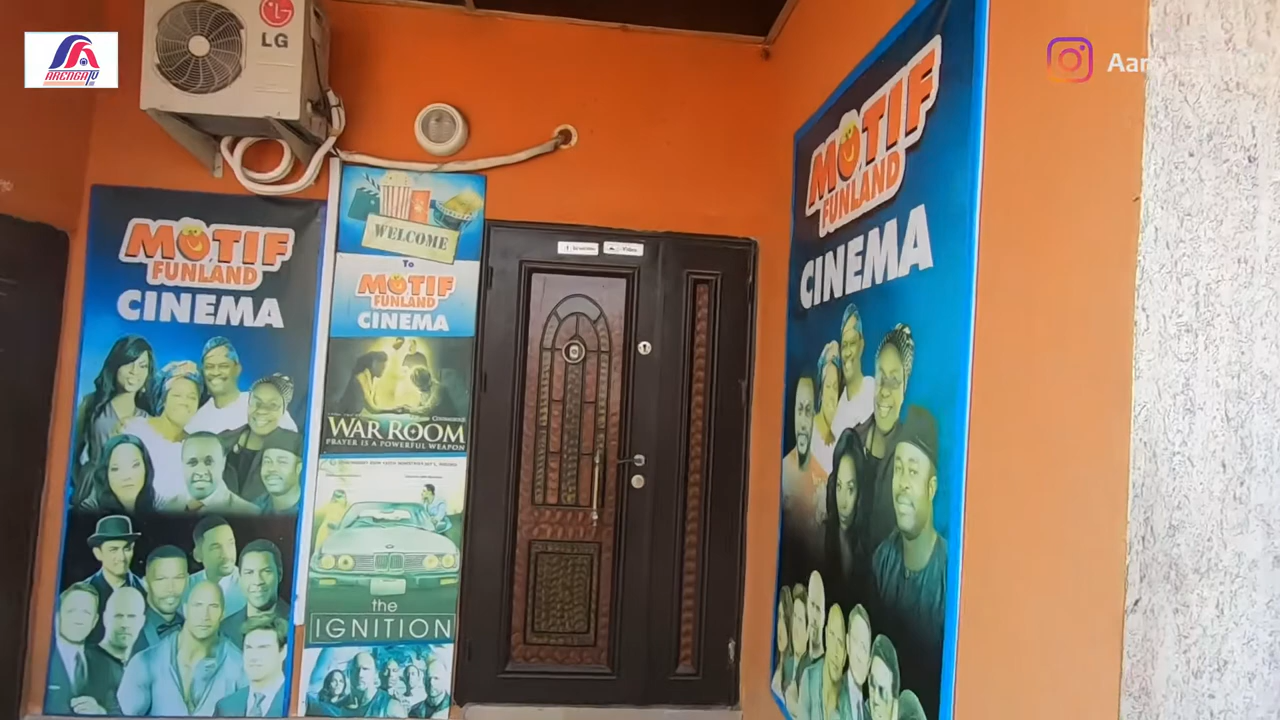 LG
ARENGATV
MOTIF
FUNLAND
CINEMA
WELCOME
To
MOTIF
FUNLAND
CINEMA
WAR ROOM
PRAYER IS A POWERFUL WEAPON
the
IGNITION
MOTIF
FUNLAND
CINEMA